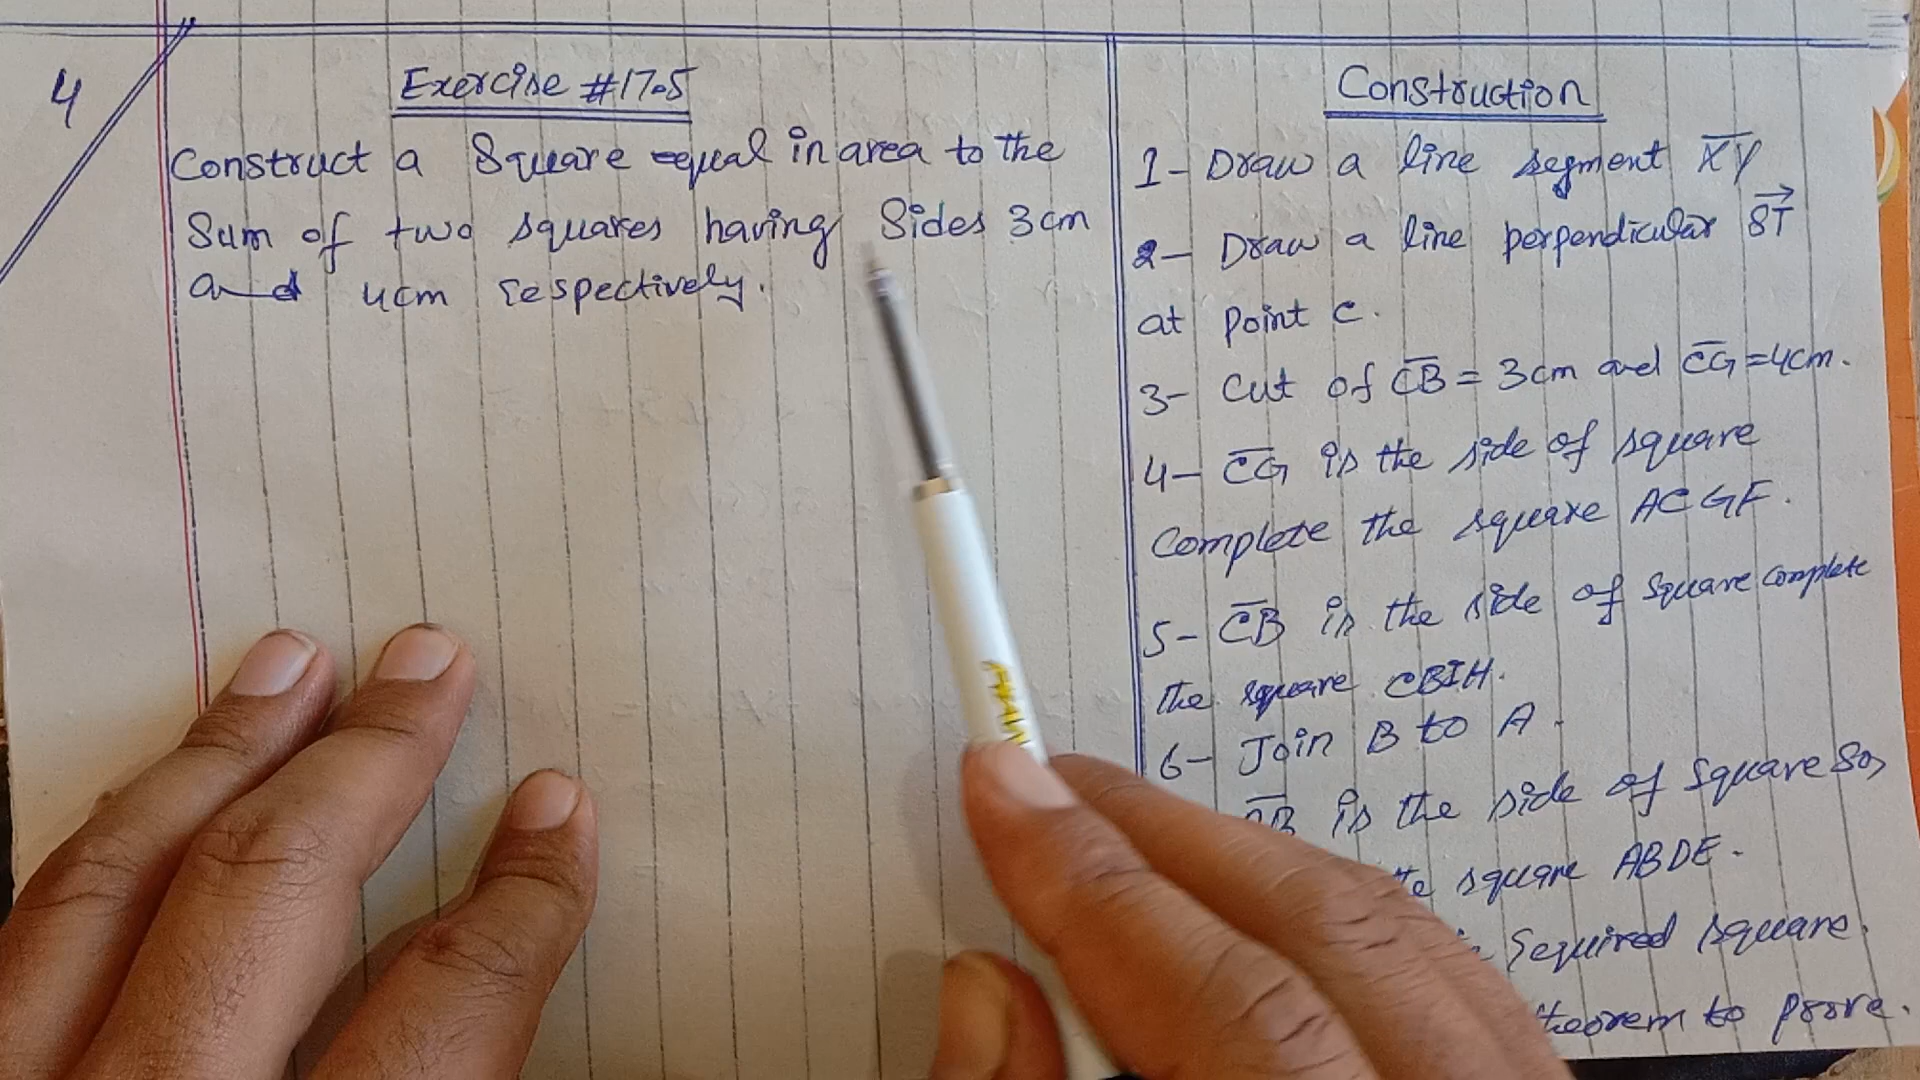 4
Exercise #17.5
Construct a Square equal in area to the
Sum of two squares having Sides 3cm
and 4cm respectively.
Construction
1- Draw a line segment XY
2- Draw a line perpendicular ST
at point C.
3- Cut of CB = 3cm and CG = 4cm.
4- CG is the side of square
Complete the square ACGF.
5- CB is the side of Square complete
the square CBIH.
6- Join B to A.
is the side of Square So,
square ABDE.
required square.
theorem to prove.